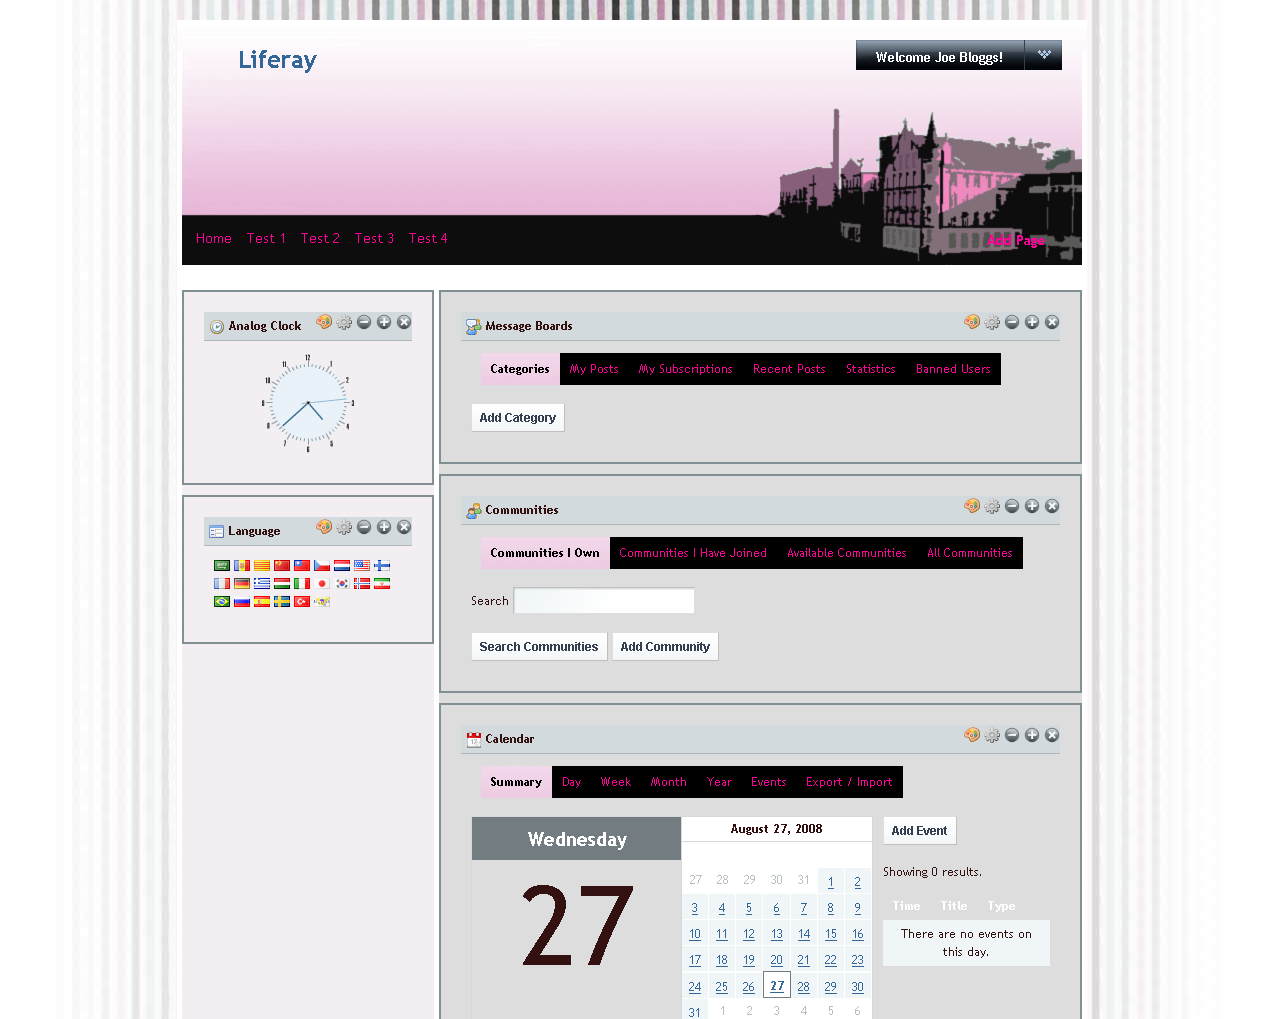 Liferay
Welcome Joe Bloggs!
Home Test 1 Test 2 Test 3 Test 4
Add Page
Analog Clock
12
1
2
3
4
5
6
7
8
9
10
11
Language
Message Boards
Categories My Posts My Subscriptions Recent Posts Statistics Banned Users
Add Category
Communities
Communities I Own Communities I Have Joined Available Communities All Communities
Search
Search Communities Add Community
Calendar
Summary Day Week Month Year Events Export / Import
Wednesday
27
August 27, 2008
27 28 29 30 31 1 2
3 4 5 6 7 8 9
10 11 12 13 14 15 16
17 18 19 20 21 22 23
24 25 26 27 28 29 30
31 1 2 3 4 5 6
Add Event
Showing 0 results.
Time Title Type
There are no events on
this day.